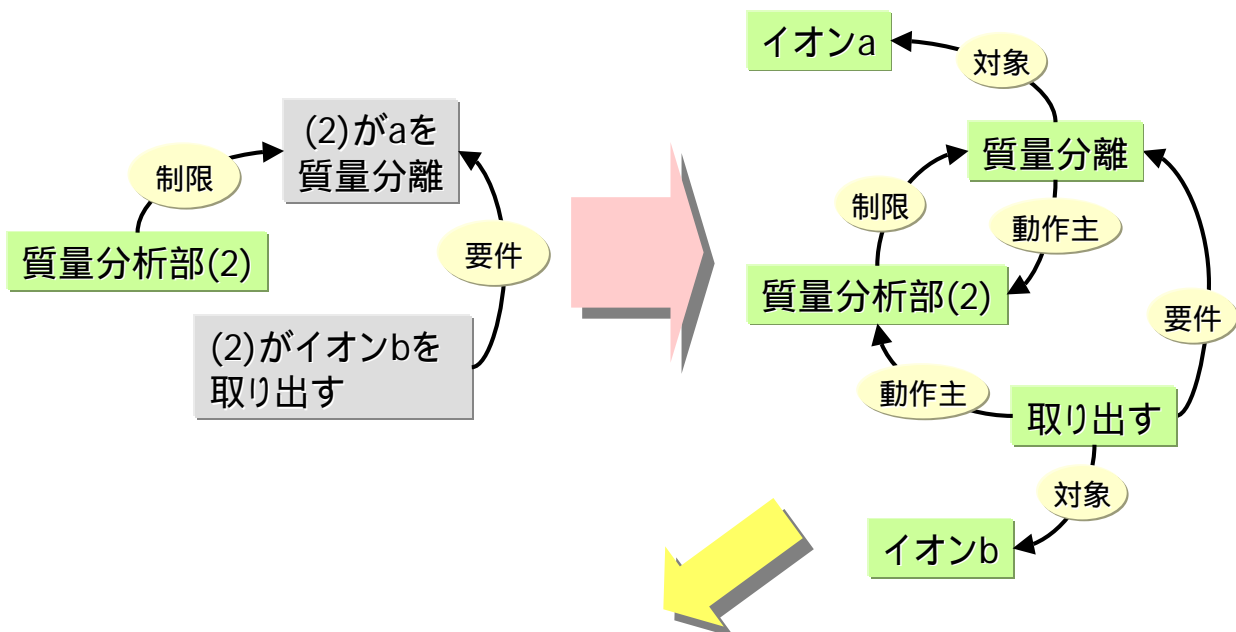 (2)がaを
質量分離
制限
質量分析部(2)
要件
(2)がイオンbを
取り出す
イオンa
対象
質量分離
制限
動作主
質量分析部(2)
要件
動作主
取り出す
対象
イオンb